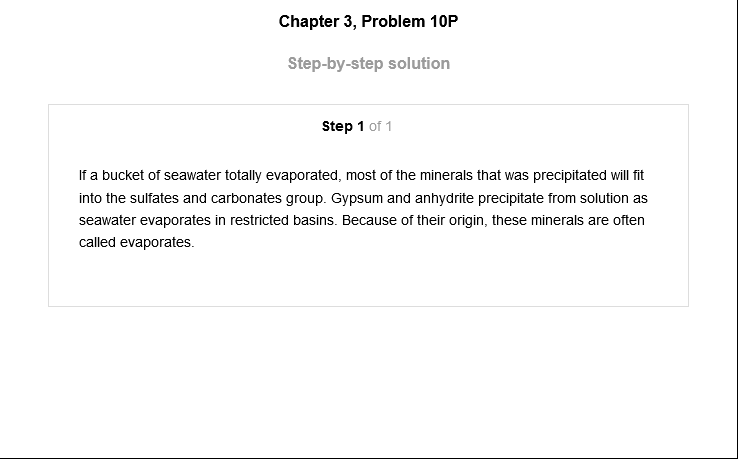 Chapter 3, Problem 10P
Step-by-step solution
Step 1 of 1
If a bucket of seawater totally evaporated, most of the minerals that was precipitated will fit
into the sulfates and carbonates group. Gypsum and anhydrite precipitate from solution as
seawater evaporates in restricted basins. Because of their origin, these minerals are often
called evaporates.